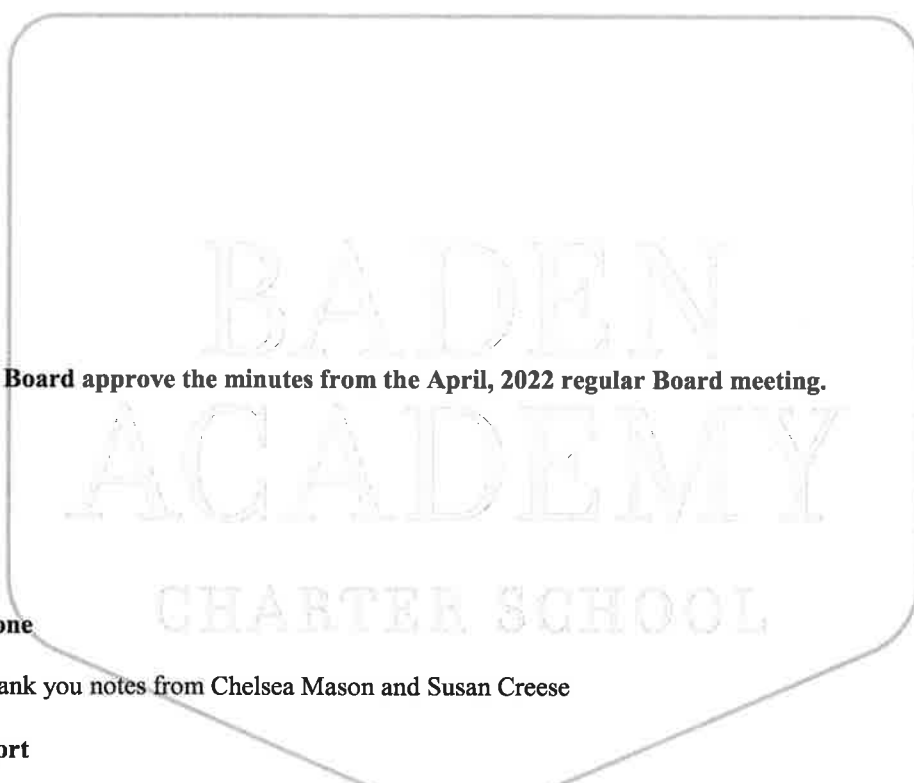 BADEN
Board approve the minutes from the April, 2022 regular Board meeting.
ACADEMY
CHARTER SCHOOL
one
ank you notes from Chelsea Mason and Susan Creese
ort